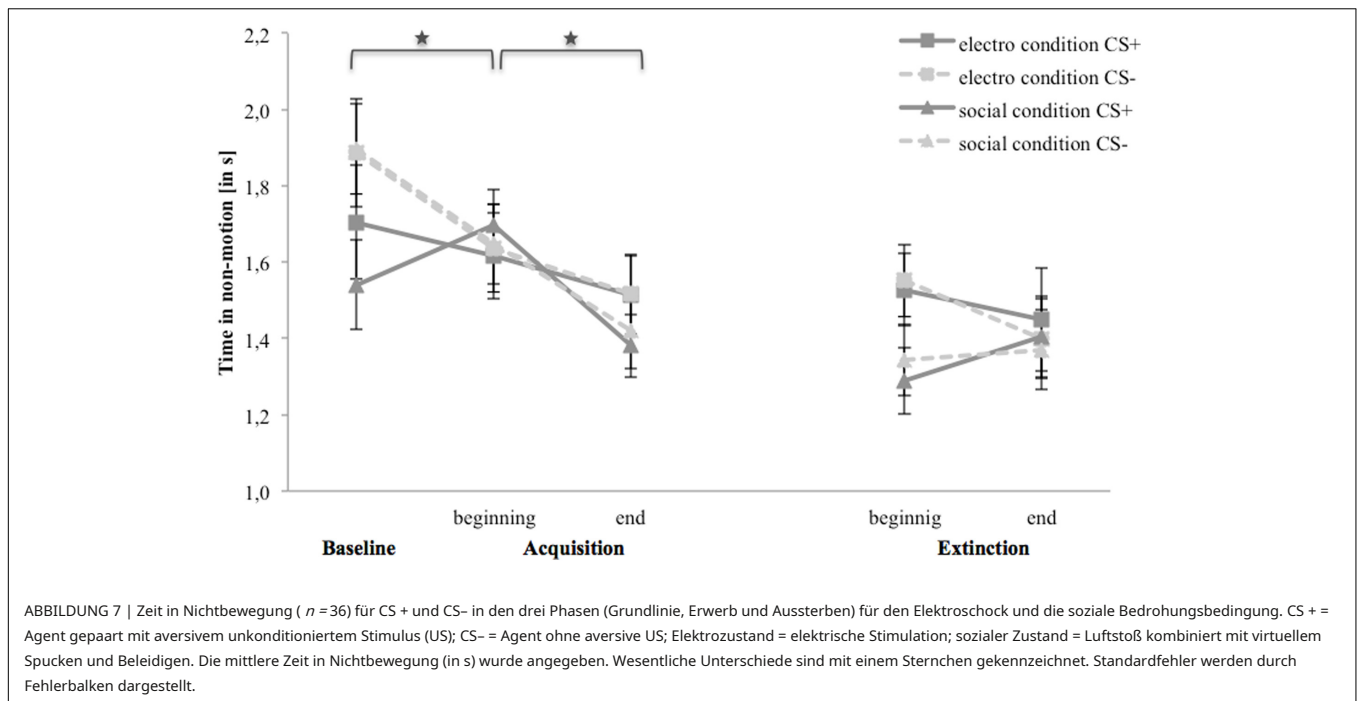 2,2
2,0
1,8
1,6
1,4
1,2
1,0
Time in non-motion [in s]
★ ★
electro condition CS+
electro condition CS-
social condition CS+
social condition CS-
beginning end beginnig end
Baseline Acquisition Extinction
ABBILDUNG 7 | Zeit in Nichtbewegung ( n = 36) für CS + und CS– in den drei Phasen (Grundlinie, Erwerb und Aussterben) für den Elektroschock und die soziale Bedrohungsbedingung. CS + =
Agent gepaart mit aversivem unkonditioniertem Stimulus (US); CS– = Agent ohne aversive US; Elektrozustand = elektrische Stimulation; sozialer Zustand = Luftstoß kombiniert mit virtuellem
Spucken und Beleidigen. Die mittlere Zeit in Nichtbewegung (in s) wurde angegeben. Wesentliche Unterschiede sind mit einem Sternchen gekennzeichnet. Standardfehler werden durch
Fehlerbalken dargestellt.